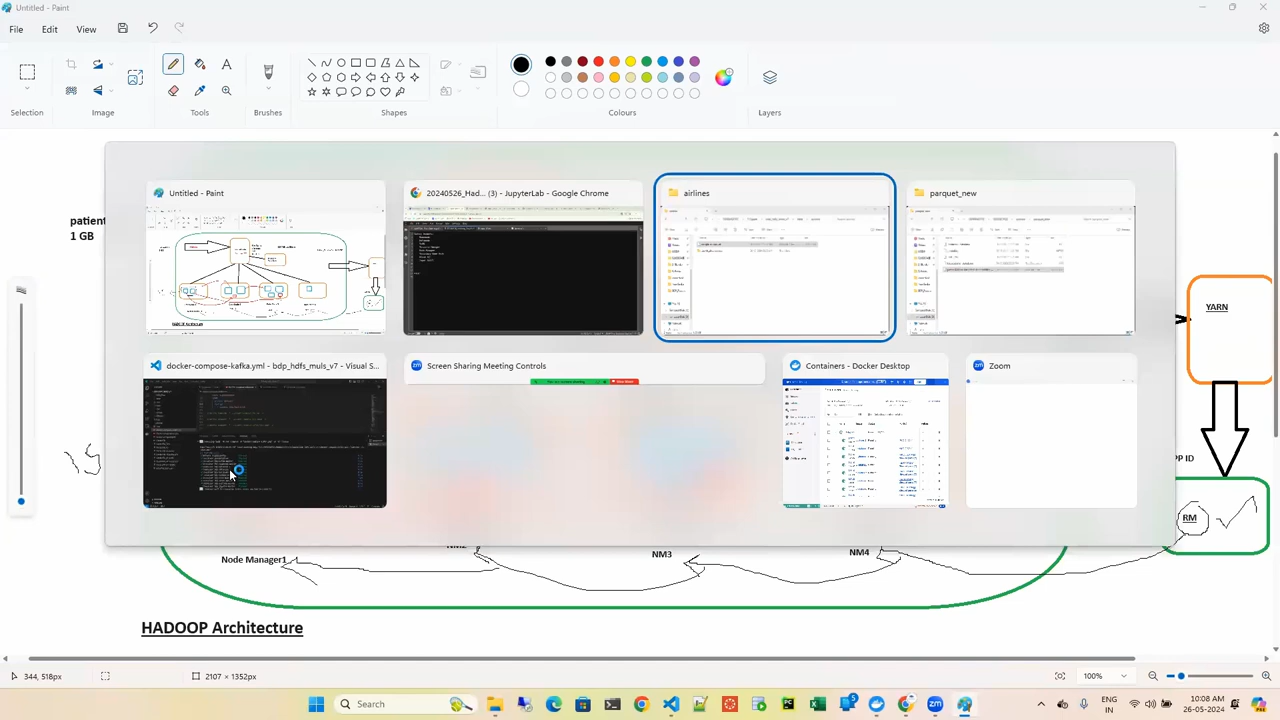 Untitled - Paint
File
Edit
View
Selection
Image
Tools
Brushes
Shapes
Colours
Layers
Untitled - Paint
20240526_Had... (3) - JupyterLab - Google Chrome
airlines
parquet_new
patient
1 GB
YARN
docker-compose-kafka.yml - bdp_hdfs_muls_v7 - Visual S...
Screen Sharing Meeting Controls
Containers - Docker Desktop
Zoom
PP ID
RM
Node Manager1
NM2
NM3
NM4
HADOOP Architecture
344, 518px
2107 × 1352px
100%
Search
ENG
IN
10:08 AM
26-05-2024